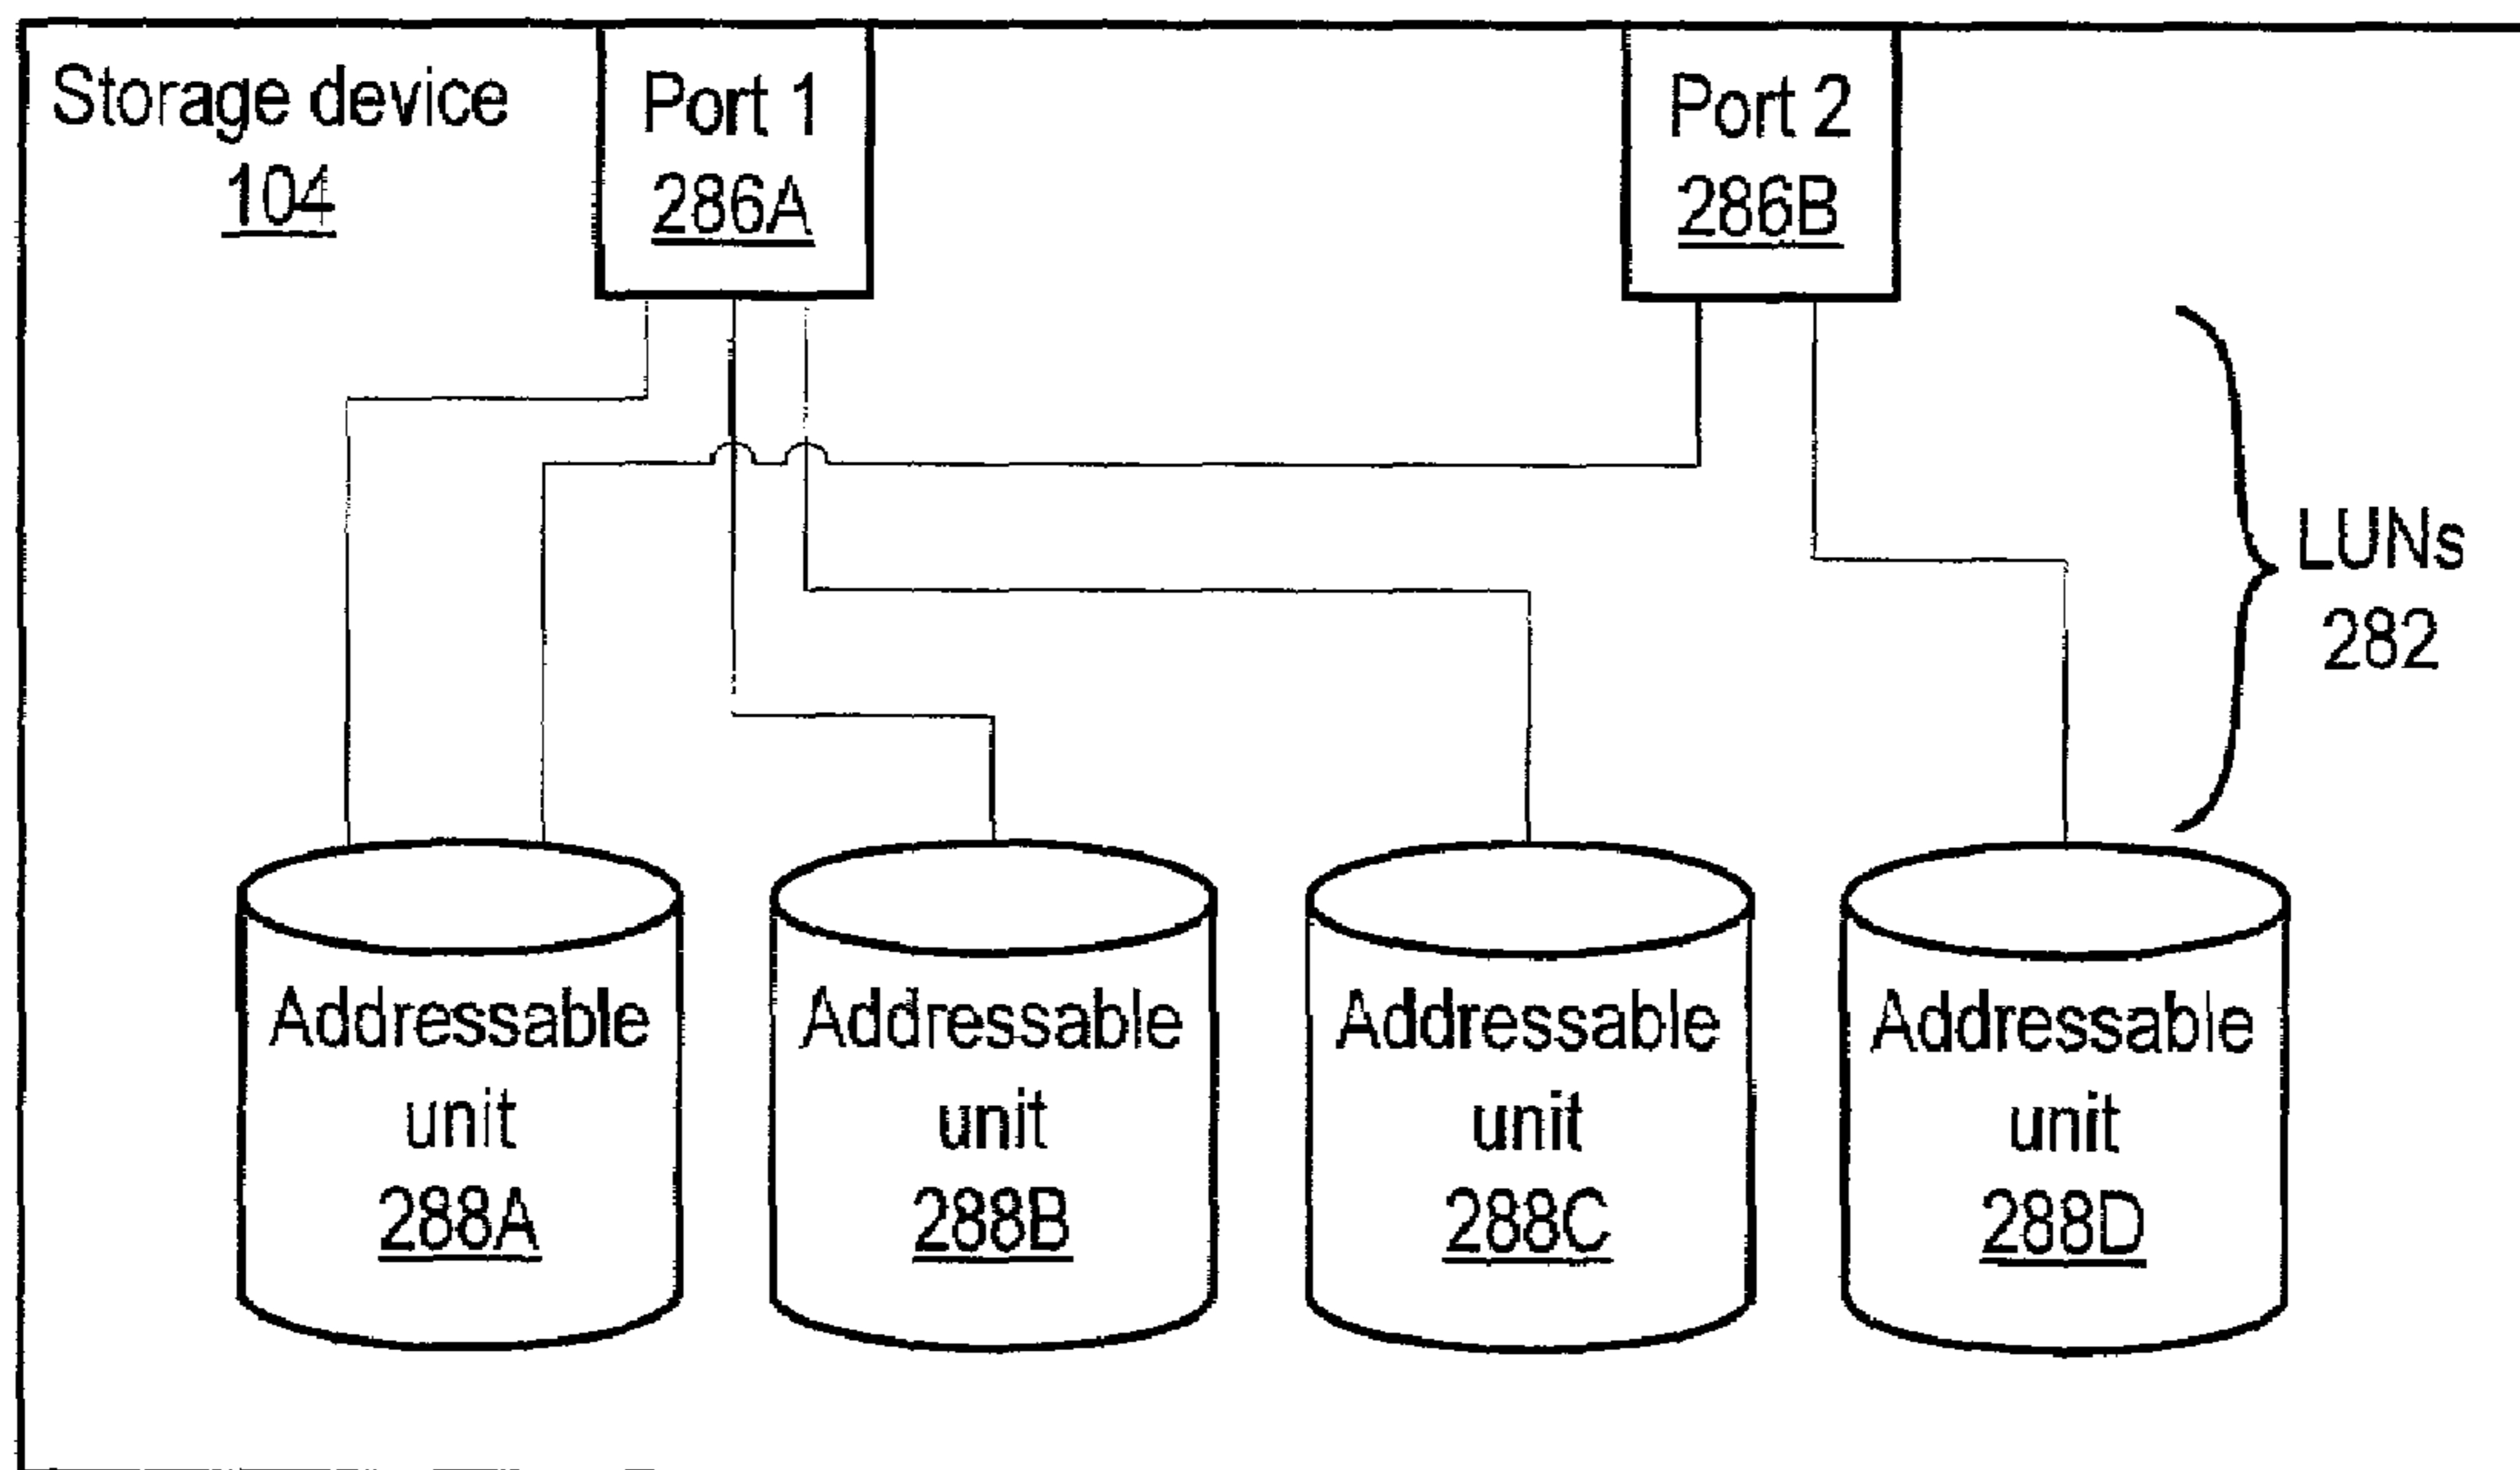 Storage device
104
Port 1
286A
Port 2
286B
LUNs
282
Addressable
unit
288A
Addressable
unit
288B
Addressable
unit
288C
Addressable
unit
288D